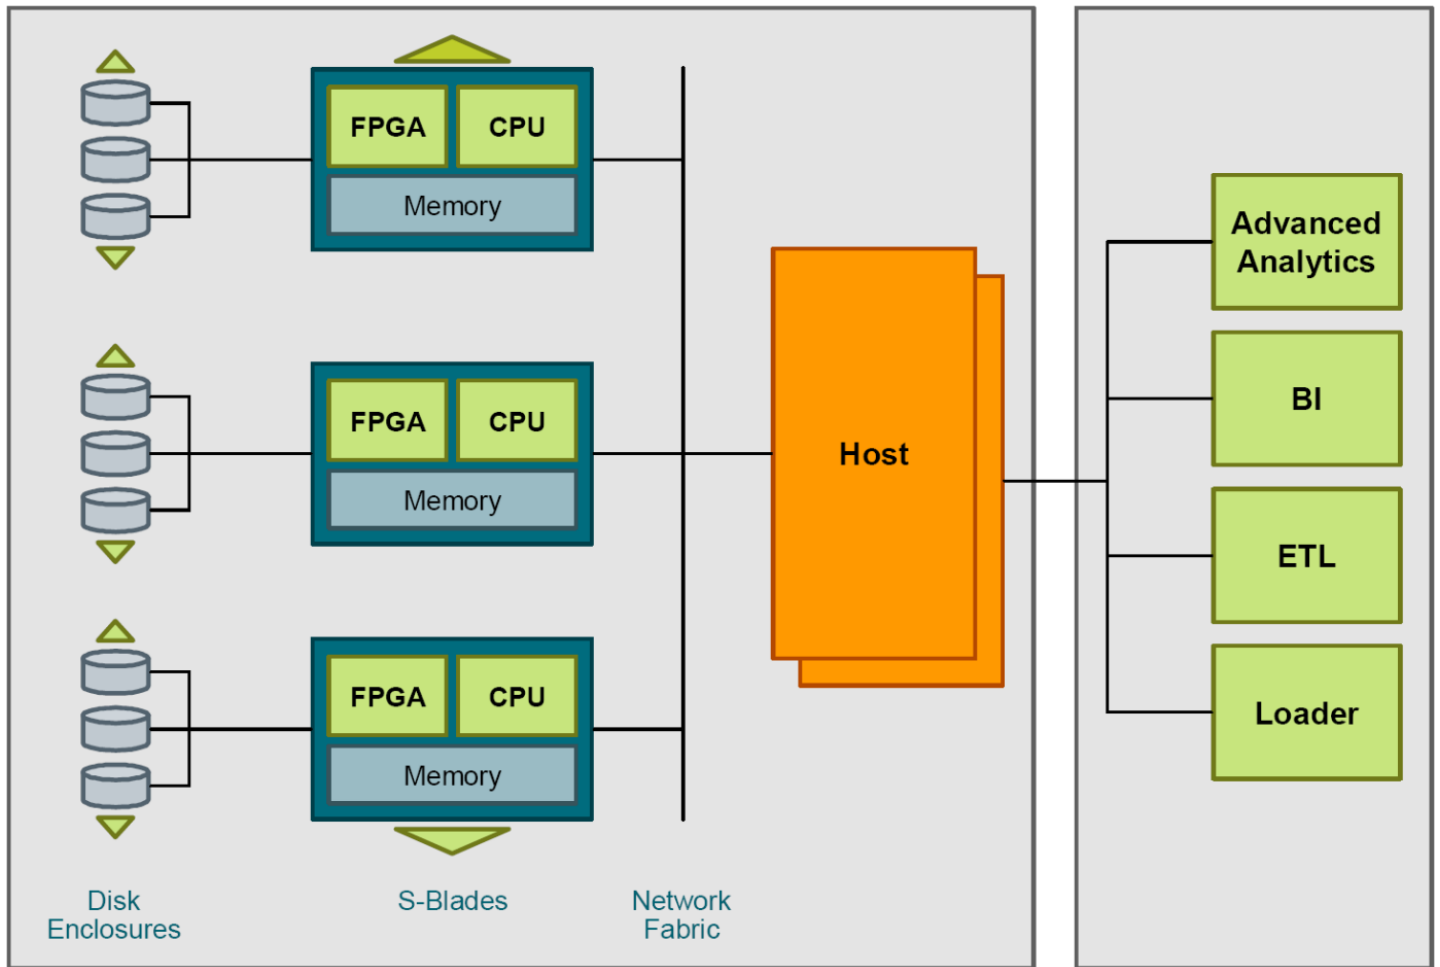 FPGA CPU
Memory
FPGA CPU
Memory
FPGA CPU
Memory
Host
Advanced
Analytics
BI
ETL
Loader
Disk
Enclosures
S-Blades
Network
Fabric